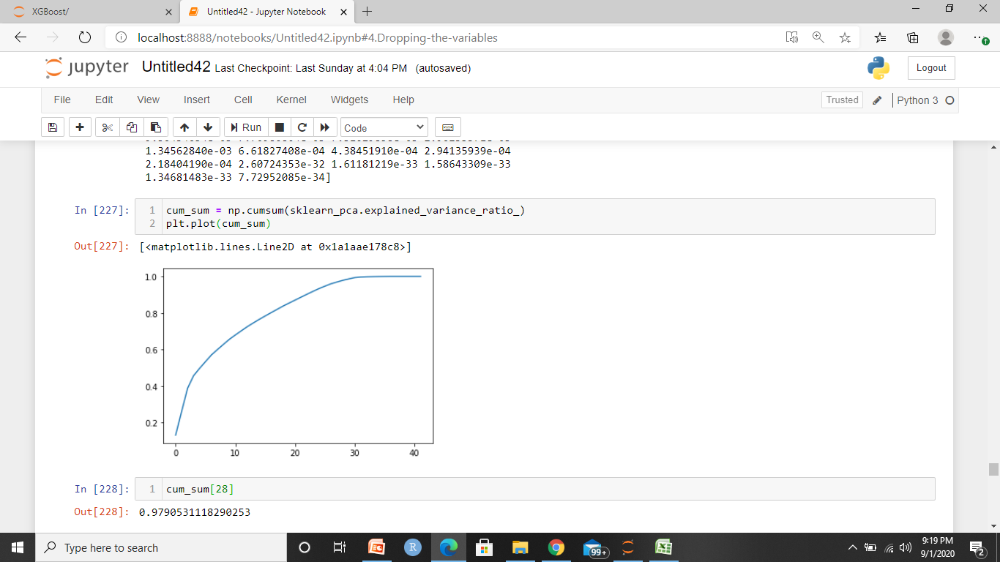 XGBoost/
Untitled42 - Jupyter Notebook
localhost:8888/notebooks/Untitled42.ipynb#4.Dropping-the-variables
jupyter Untitled42 Last Checkpoint: Last Sunday at 4:04 PM (autosaved)
Logout
File Edit View Insert Cell Kernel Widgets Help
Trusted
Python 3
Run
Code
1.34562840e-03 6.61827408e-04 4.38451910e-04 2.94135939e-04
2.18404190e-04 2.60724353e-32 1.61181219e-33 1.58643309e-33
1.34681483e-33 7.72952085e-34]
In [227]:
1 cum_sum = np.cumsum(sklearn_pca.explained_variance_ratio_)
2 plt.plot(cum_sum)
Out[227]: [<matplotlib.lines.Line2D at 0x1a1aae178c8>]
1.0
0.8
0.6
0.4
0.2
0 10 20 30 40
In [228]: 1 cum_sum[28]
Out[228]: 0.9790531118290253
Type here to search
R
99+
9:19 PM
9/1/2020
2